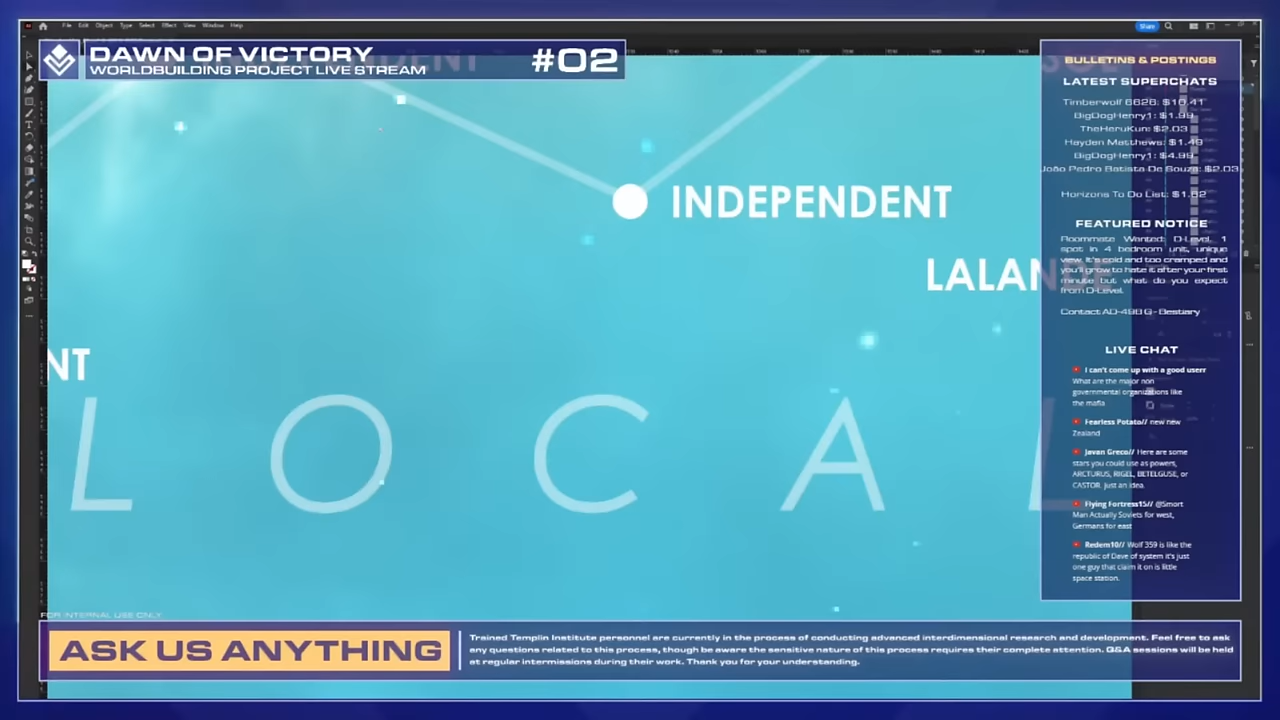 File Edit Object Type Select Effect View Window Help
Share
DAWN OF VICTORY
WORLDBUILDING PROJECT LIVE STREAM
#02
INDEPENDENT
LALAN
NT
L O C A L
FOR INTERNAL USE ONLY
BULLETINS & POSTINGS
LATEST SUPERCHATS
Timberwolf 6626: $10.41
BigDogHenry1: $1.99
TheHeruKun: $2.03
Hayden Matthews: $1.49
BigDogHenry1: $4.99
João Pedro Batista De Souza: $2.03
Horizons To Do List: $1.62
FEATURED NOTICE
Roommate Wanted: D-Level, 1
spot in 4 bedroom unit, unique
view. It's cold and too cramped and
you'll grow to hate it after your first
minute but what do you expect
from D-Level.
Contact AD-498 G - Bestiary
LIVE CHAT
I can't come up with a good userr
What are the major non
governmental organizations like
the mafia
Fearless Potato// new new
Zealand
Javan Greco// Here are some
stars you could use as powers,
ARCTURUS, RIGEL, BETELGUSE, or
CASTOR. just an idea.
Flying Fortress15// @Smort
Man Actually Soviets for west,
Germans for east
Redem10// Wolf 359 is like the
republic of Dave of system it's just
one guy that claim it on is little
space station.
ASK US ANYTHING
Trained Templin Institute personnel are currently in the process of conducting advanced interdimensional research and development. Feel free to ask
any questions related to this process, though be aware the sensitive nature of this process requires their complete attention. Q&A sessions will be held
at regular intermissions during their work. Thank you for your understanding.